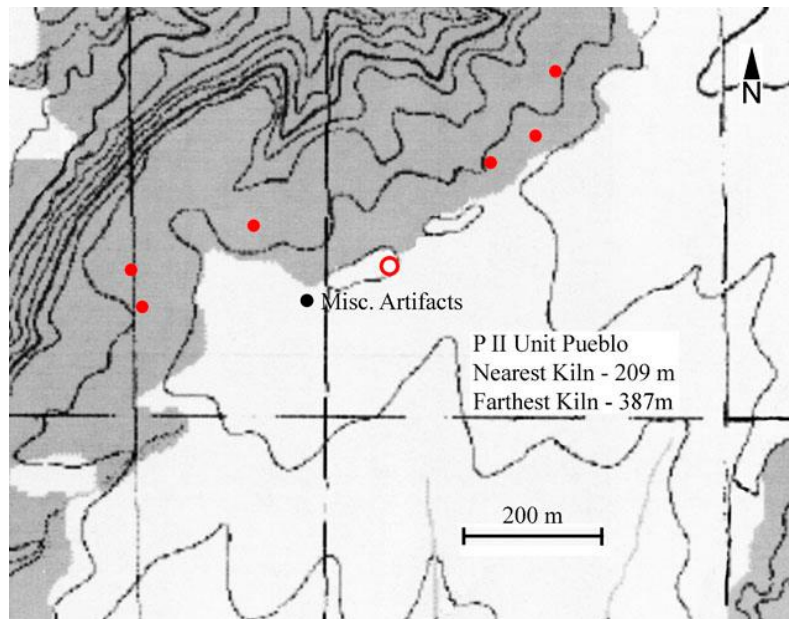 N
Misc. Artifacts
P II Unit Pueblo
Nearest Kiln - 209 m
Farthest Kiln - 387m
200 m